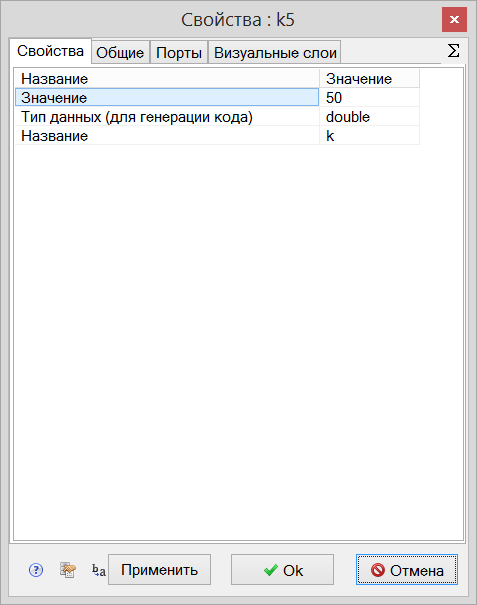 Свойства : k5
Свойства Общие Порты Визуальные слои Σ
Название Значение
Значение 50
Тип данных (для генерации кода) double
Название k
? b a Применить Ok Отмена